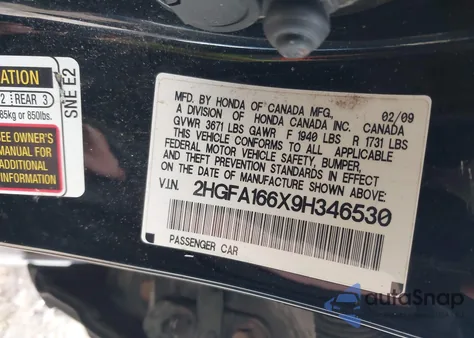 ATION
2 REAR 3
85kg or 850lbs.
SEE OWNER'S
MANUAL FOR
ADDITIONAL
INFORMATION
SNE E2
MFD. BY HONDA OF CANADA MFG., 02/09
A DIVISION OF HONDA CANADA INC. CANADA
GVWR 3671 LBS GAWR F 1940 LBS R 1731 LBS
THIS VEHICLE CONFORMS TO ALL APPLICABLE
FEDERAL MOTOR VEHICLE SAFETY, BUMPER,
AND THEFT PREVENTION STANDARDS IN EFFECT
ON THE DATE OF MANUFACTURE SHOWN ABOVE.
V.I.N. 2HGFA166X9H346530
PASSENGER CAR
autoSnap